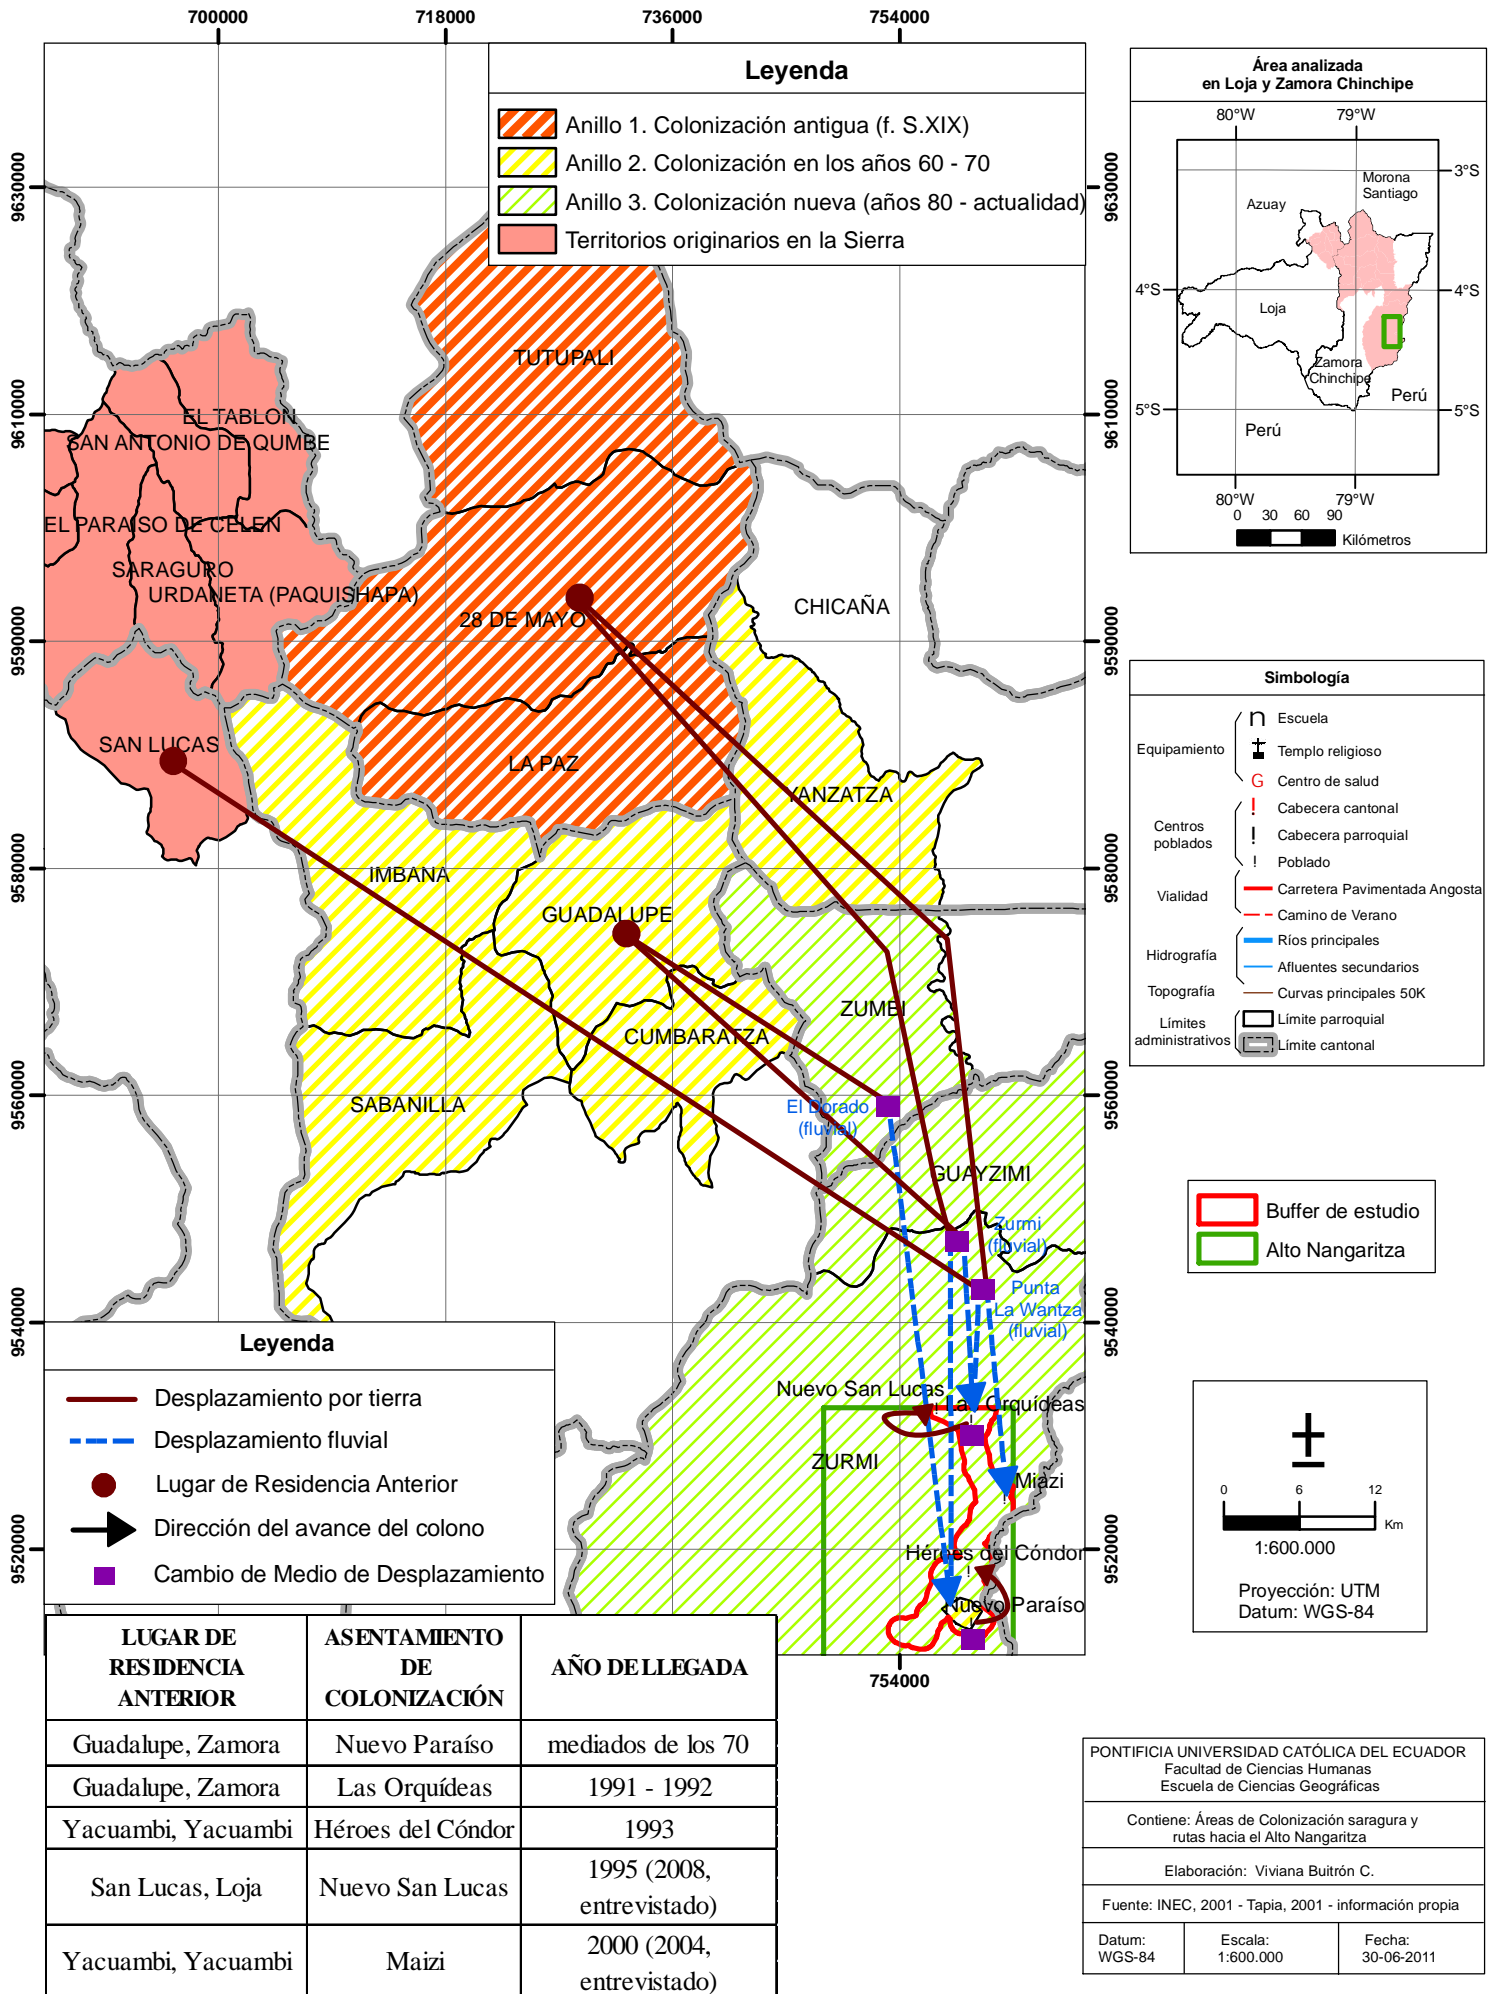 700000
718000
736000
754000
Leyenda
Anillo 1. Colonización antigua (f. S.XIX)
Anillo 2. Colonización en los años 60 - 70
Anillo 3. Colonización nueva (años 80 - actualidad)
Territorios originarios en la Sierra
9630000
9610000
9590000
9580000
9560000
9540000
9520000
9630000
9610000
9590000
9580000
9560000
9540000
9520000
TUTUPALI
EL TABLON
SAN ANTONIO DE QUMBE
EL PARAISO DE CELEN
SARAGURO
URDANETA (PAQUISHAPA)
28 DE MAYO
CHICAÑA
SAN LUCAS
LA PAZ
YANZATZA
IMBANA
GUADALUPE
ZUMBI
CUMBARATZA
SABANILLA
El Dorado
(fluvial)
GUAYZIMI
Zurmi
(fluvial)
Punta
La Wantza
(fluvial)
Nuevo San Lucas
Las Orquídeas
ZURMI
Miazi
Héroes del Cóndor
Nuevo Paraíso
754000
Leyenda
Desplazamiento por tierra
Desplazamiento fluvial
Lugar de Residencia Anterior
Dirección del avance del colono
Cambio de Medio de Desplazamiento
LUGAR DE RESIDENCIA ANTERIOR
ASENTAMIENTO DE COLONIZACIÓN
AÑO DE LLEGADA
Guadalupe, Zamora Nuevo Paraíso mediados de los 70
Guadalupe, Zamora Las Orquídeas 1991 - 1992
Yacuambi, Yacuambi Héroes del Cóndor 1993
San Lucas, Loja Nuevo San Lucas 1995 (2008, entrevistado)
Yacuambi, Yacuambi Maizi 2000 (2004, entrevistado)
Área analizada
en Loja y Zamora Chinchipe
80°W
79°W
3°S
Morona
Santiago
Azuay
4°S
4°S
Loja
Zamora
Chinchipe
Perú
5°S
5°S
Perú
80°W
79°W
0 30 60 90
Kilómetros
Simbología
Equipamiento
Escuela
Templo religioso
G Centro de salud
Centros
poblados
! Cabecera cantonal
! Cabecera parroquial
! Poblado
Vialidad
Carretera Pavimentada Angosta
Camino de Verano
Hidrografía
Ríos principales
Afluentes secundarios
Topografía
Curvas principales 50K
Límites
administrativos
Límite parroquial
Límite cantonal
Buffer de estudio
Alto Nangaritza
±
0 6 12
Km
1:600.000
Proyección: UTM
Datum: WGS-84
PONTIFICIA UNIVERSIDAD CATÓLICA DEL ECUADOR
Facultad de Ciencias Humanas
Escuela de Ciencias Geográficas
Contiene: Áreas de Colonización saragura y
rutas hacia el Alto Nangaritza
Elaboración: Viviana Buitrón C.
Fuente: INEC, 2001 - Tapia, 2001 - información propia
Datum:
WGS-84
Escala:
1:600.000
Fecha:
30-06-2011